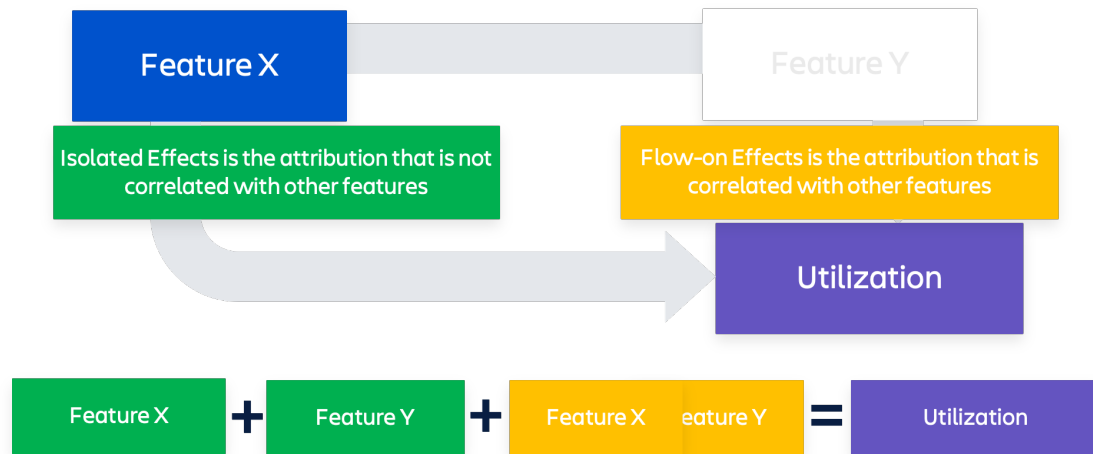 Feature X
Feature Y
Isolated Effects is the attribution that is not
correlated with other features
Flow-on Effects is the attribution that is
correlated with other features
Utilization
Feature X + Feature Y + Feature X eature Y = Utilization